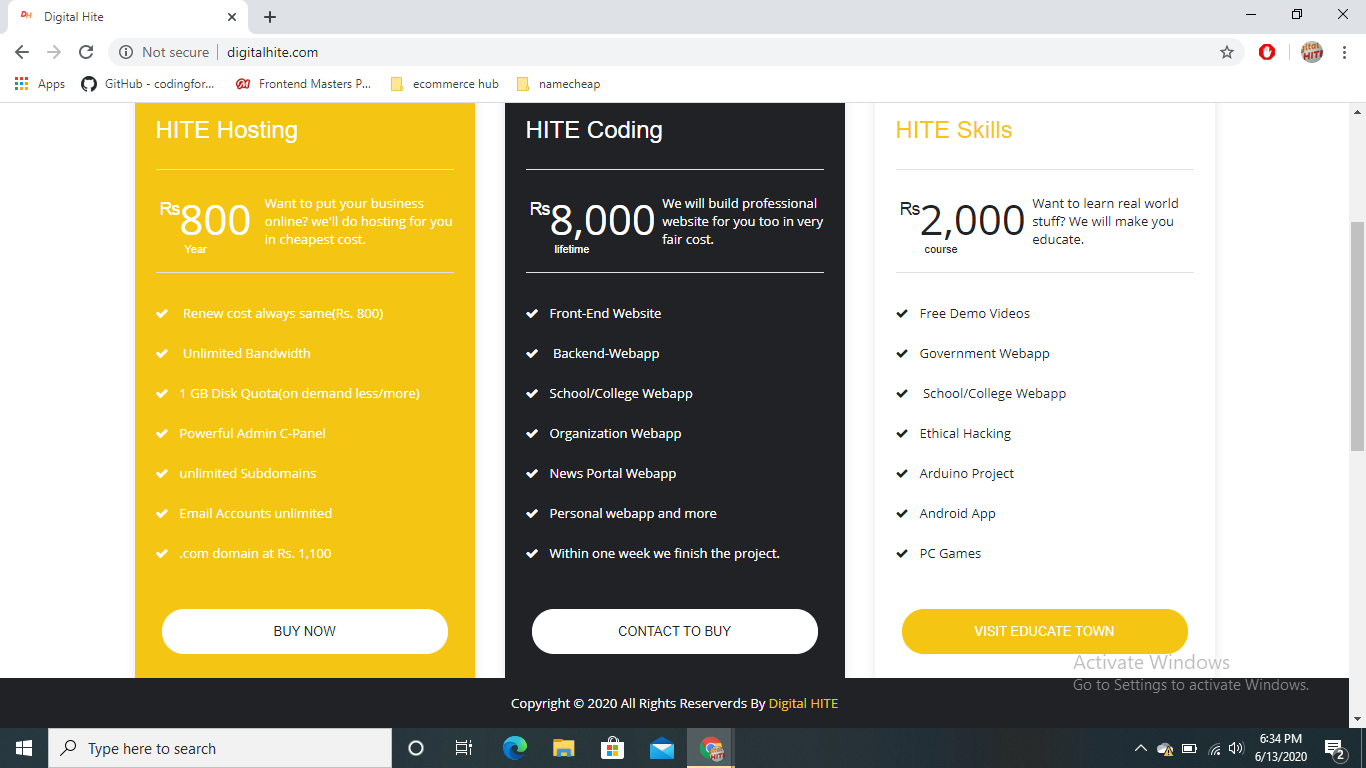 DH Digital Hite
Not secure digitalhite.com
Apps GitHub - codingfor... Frontend Masters P... ecommerce hub namecheap
HITE Hosting
Rs800
Year
Want to put your business
online? we'll do hosting for you
in cheapest cost.
Renew cost always same(Rs. 800)
Unlimited Bandwidth
1 GB Disk Quota(on demand less/more)
Powerful Admin C-Panel
unlimited Subdomains
Email Accounts unlimited
.com domain at Rs. 1,100
BUY NOW
HITE Coding
Rs8,000
lifetime
We will build professional
website for you too in very
fair cost.
Front-End Website
Backend-Webapp
School/College Webapp
Organization Webapp
News Portal Webapp
Personal webapp and more
Within one week we finish the project.
CONTACT TO BUY
HITE Skills
Rs2,000
course
Want to learn real world
stuff? We will make you
educate.
Free Demo Videos
Government Webapp
School/College Webapp
Ethical Hacking
Arduino Project
Android App
PC Games
VISIT EDUCATE TOWN
Activate Windows
Go to Settings to activate Windows.
Copyright © 2020 All Rights Reserverds By Digital HITE
Type here to search
6:34 PM
6/13/2020
2